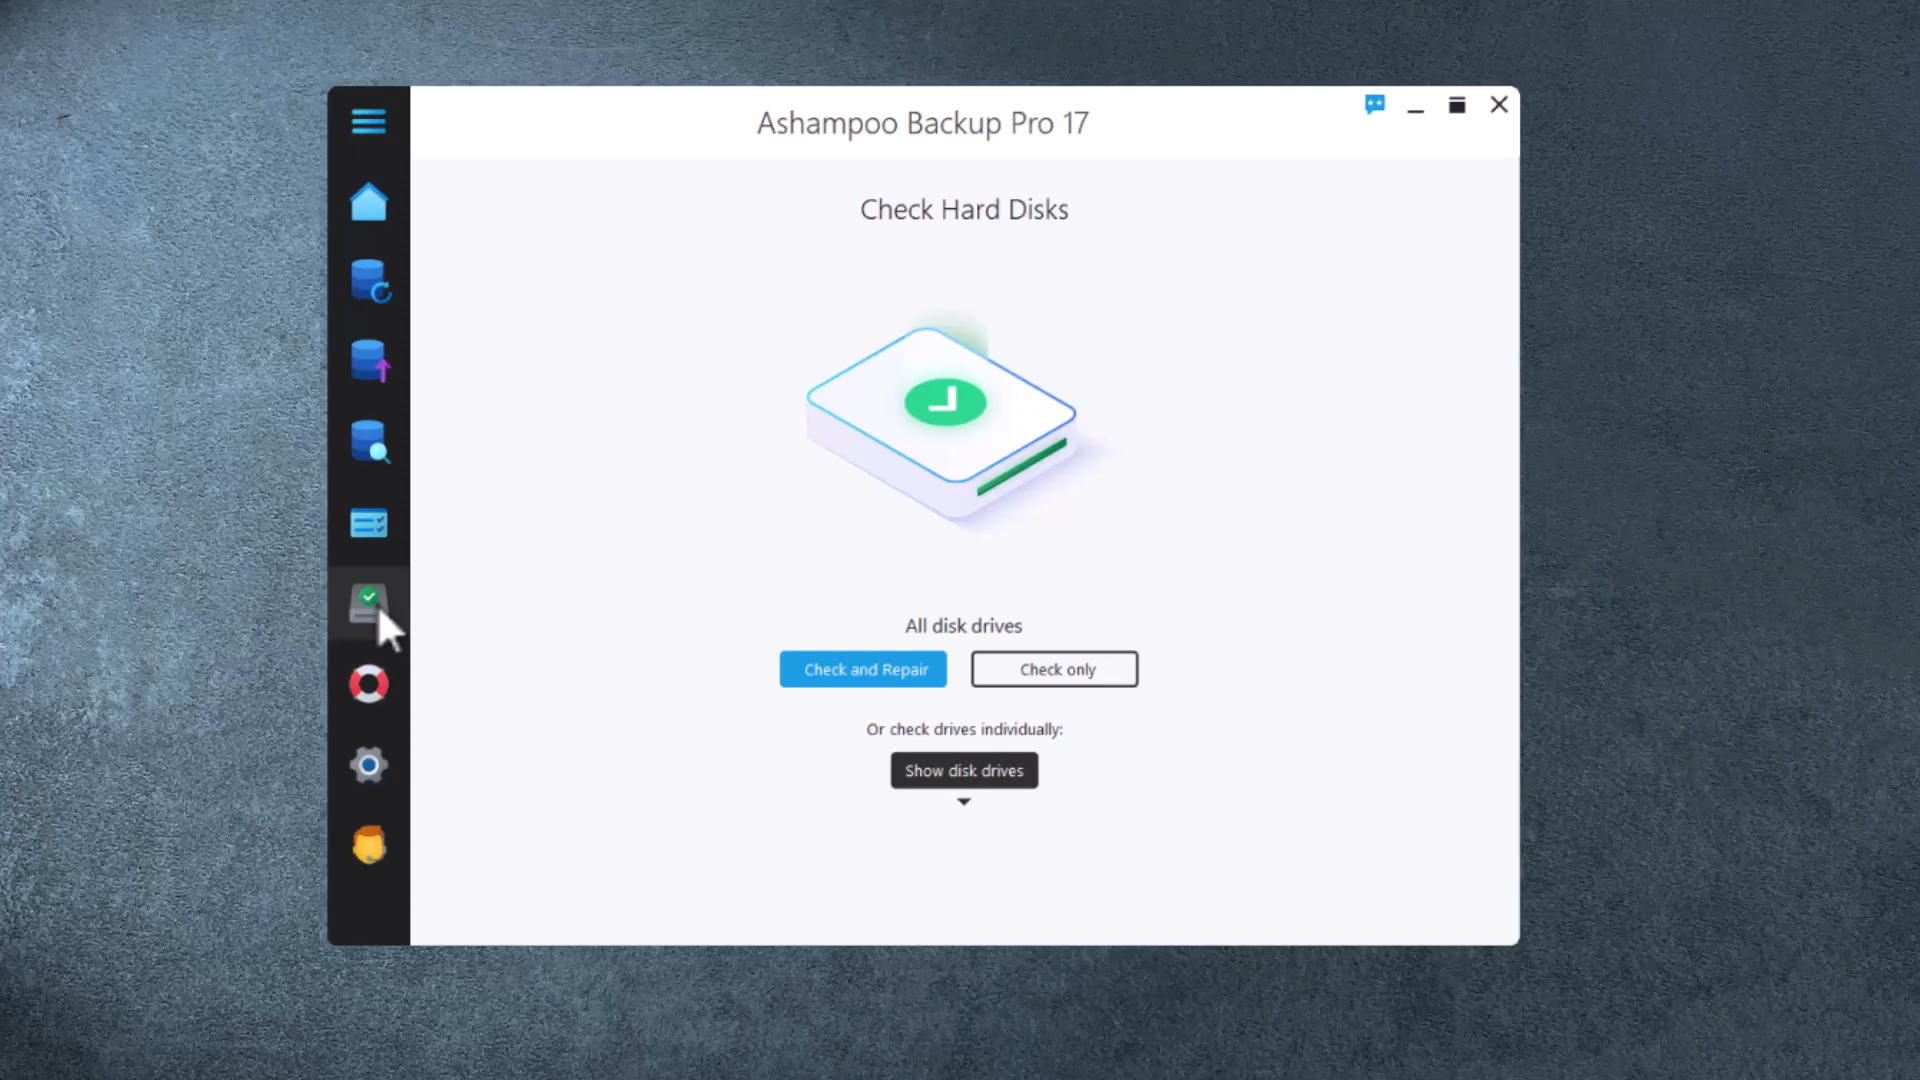 Ashampoo Backup Pro 17
Check Hard Disks
All disk drives
Check and Repair
Check only
Or check drives individually:
Show disk drives